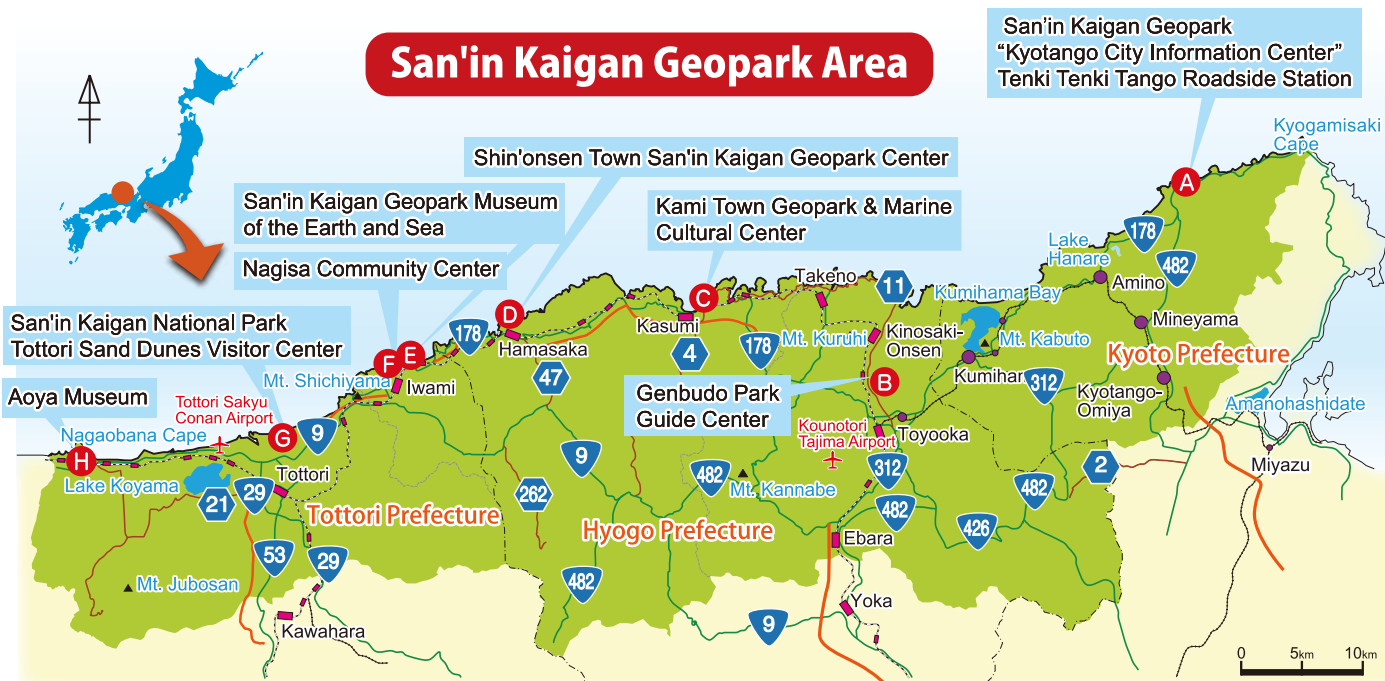 San'in Kaigan Geopark Area
San'in Kaigan Geopark
“Kyotango City Information Center”
Tenki Tenki Tango Roadside Station
Kyogamisaki
Cape
Shin'onsen Town San'in Kaigan Geopark Center
San'in Kaigan Geopark Museum
of the Earth and Sea
Kami Town Geopark & Marine
Cultural Center
Nagisa Community Center
San'in Kaigan National Park
Tottori Sand Dunes Visitor Center
Aoya Museum
Genbudo Park
Guide Center
A
178
482
Lake
Hanare
Amino
Takeno
11
Kumihama Bay
C
Kasumi
D
Hamasaka
178
178
Mt. Kuruhi
Kinosaki-
Onsen
Mt. Kabuto
Mineyama
Kyoto Prefecture
4
F
E
Mt. Shichiyama
Iwami
47
B
Kumihar
312
Kyotango-
Omiya
Amanohashidate
Tottori Sakyu
Conan Airport
Nagaobana Cape
G
9
Kounotori
Tajima Airport
Toyooka
H
Lake Koyama
Tottori
21
29
9
262
482
Mt. Kannabe
312
482
482
426
2
Miyazu
Tottori Prefecture
Hyogo Prefecture
Ebara
53
29
Mt. Jubosan
482
Kawahara
9
Yoka
0
5km
10km